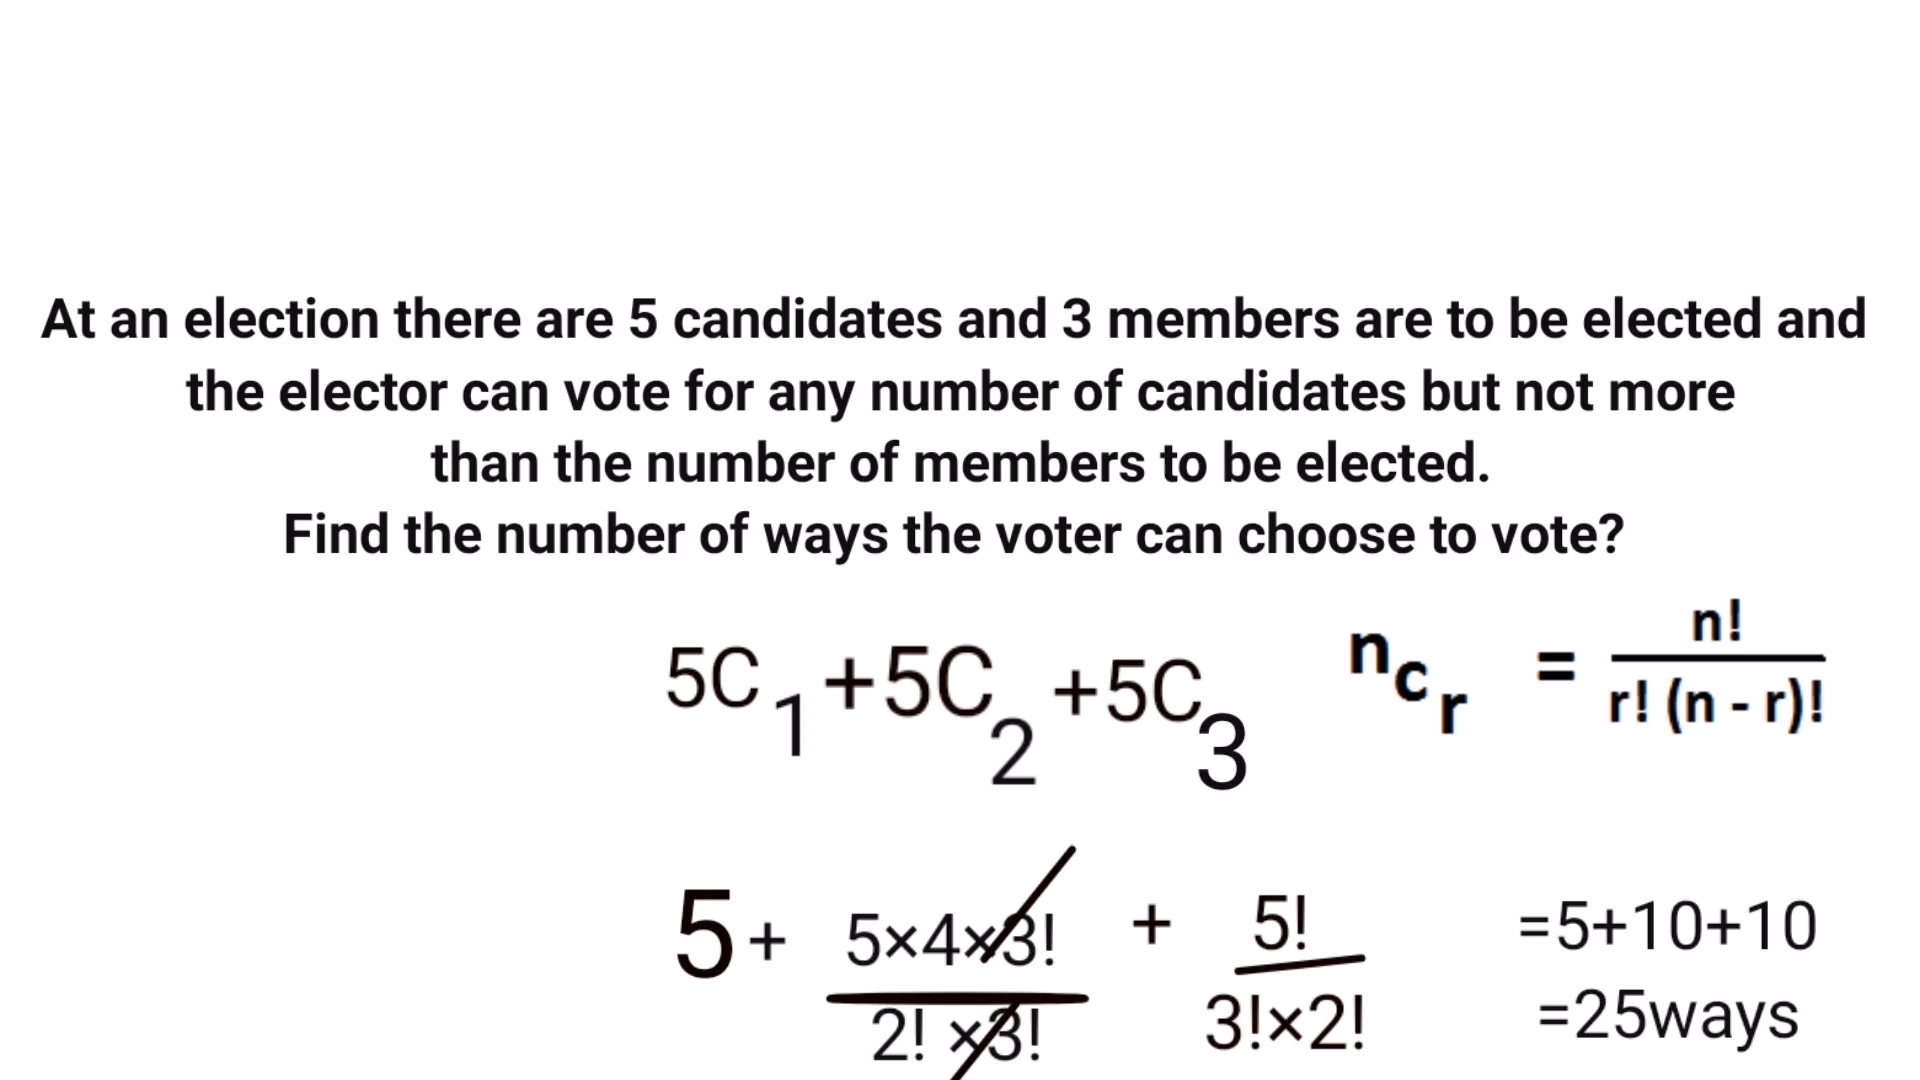 At an election there are 5 candidates and 3 members are to be elected and
the elector can vote for any number of candidates but not more
than the number of members to be elected.
Find the number of ways the voter can choose to vote?
5C₁+5C₂+5C₃
ⁿcᵣ = n! / r! (n - r)!
5 + 5×4×3! / 2! ×3! + 5! / 3!×2!
=5+10+10
=25ways